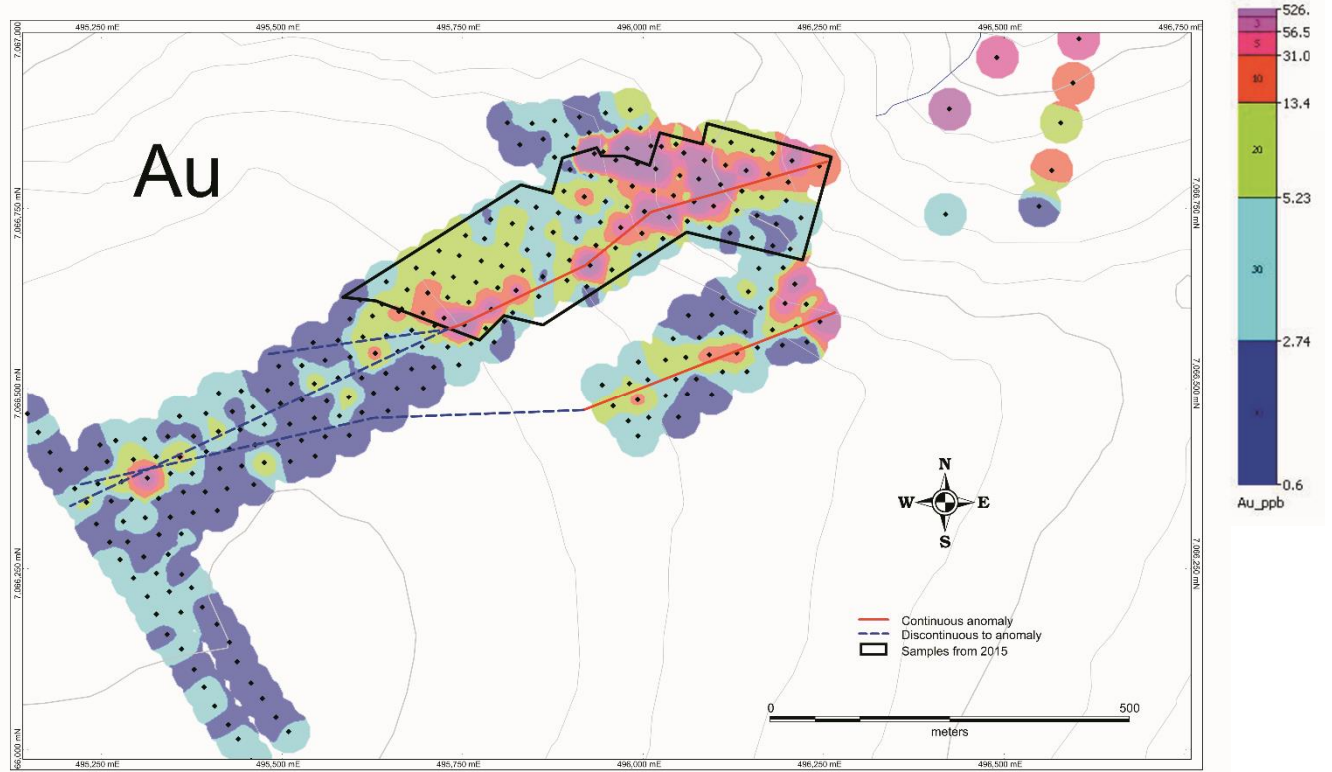 495,250 mE 495,500 mE 495,750 mE 496,000 mE 496,250 mE 496,500 mE 496,750 mE
7,067,000 mN
Au
7,066,750 mN
7,066,750 mN
7,066,500 mN
7,066,500 mN
7,066,250 mN
7,066,250 mN
66,000 mN
N
W E
S
Continuous anomaly
Discontinuous to anomaly
Samples from 2015
0 500
meters
495,250 mE 495,500 mE 495,750 mE 496,000 mE 496,250 mE 496,500 mE
526.
3
56.5
5
31.0
10
13.4
20
5.23
30
2.74
0.6
Au_ppb